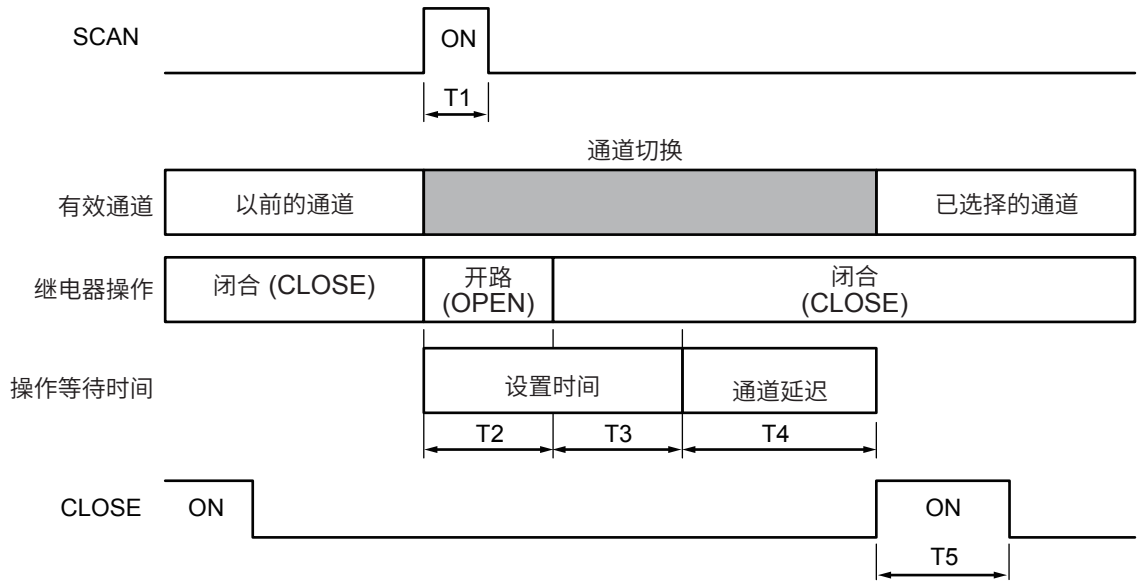 SCAN
ON
T1
通道切换
有效通道
以前的通道
已选择的通道
继电器操作
闭合 (CLOSE)
开路
(OPEN)
闭合
(CLOSE)
操作等待时间
设置时间
通道延迟
T2
T3
T4
CLOSE
ON
ON
T5